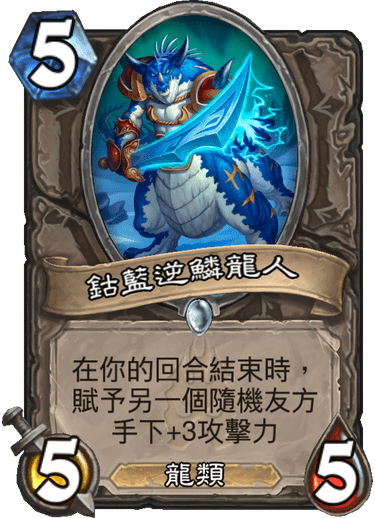 5
鈷藍逆鱗龍人
在你的回合結束時，
賦予另一個隨機友方
手下+3攻擊力
5
龍類
5